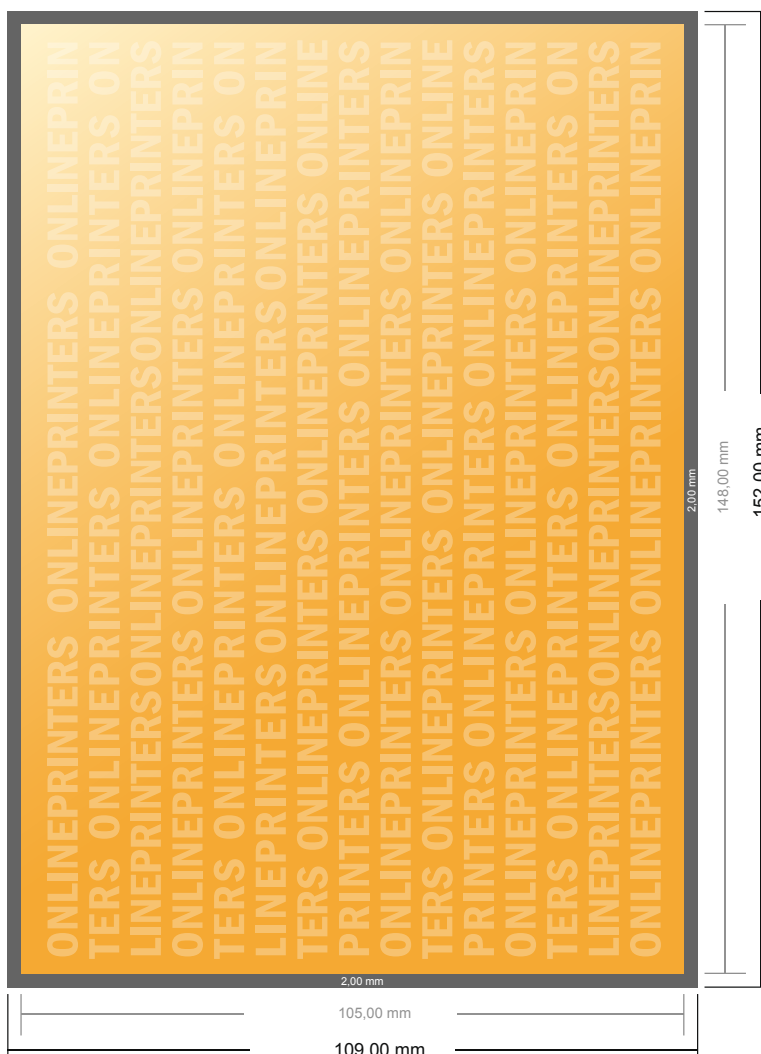 ONLINEPRINTERS ONLINEPRINTERS ONLINEPRIN
TERS ONLINEPRINTERS ONLINEPRINTERS ON
LINEPRINTERSONLINEPRINTERSONLINEPRINTERS
ONLINEPRINTERS ONLINEPRINTERS ONLINEPRIN
TERS ONLINEPRINTERS ONLINEPRINTERS ON
LINEPRINTERS ONLINEPRINTERS ONLINEPRIN
TERS ONLINEPRINTERS ONLINEPRINTERS ONLINE
PRINTERS ONLINEPRINTERS ONLINEPRINTERS
ONLINEPRINTERS ONLINEPRINTERS ONLINEPRIN
TERS ONLINEPRINTERS ONLINEPRINTERS ONLINE
PRINTERS ONLINEPRINTERS ONLINEPRINTERS
ONLINEPRINTERS ONLINEPRINTERS ONLINEPRIN
TERS ONLINEPRINTERS ONLINEPRINTERS ON
LINEPRINTERSONLINEPRINTERSONLINEPRINTERS
ONLINEPRINTERS ONLINEPRINTERS ONLINEPRIN
2,00 mm
148,00 mm
152,00 mm
2,00 mm
105,00 mm
109,00 mm